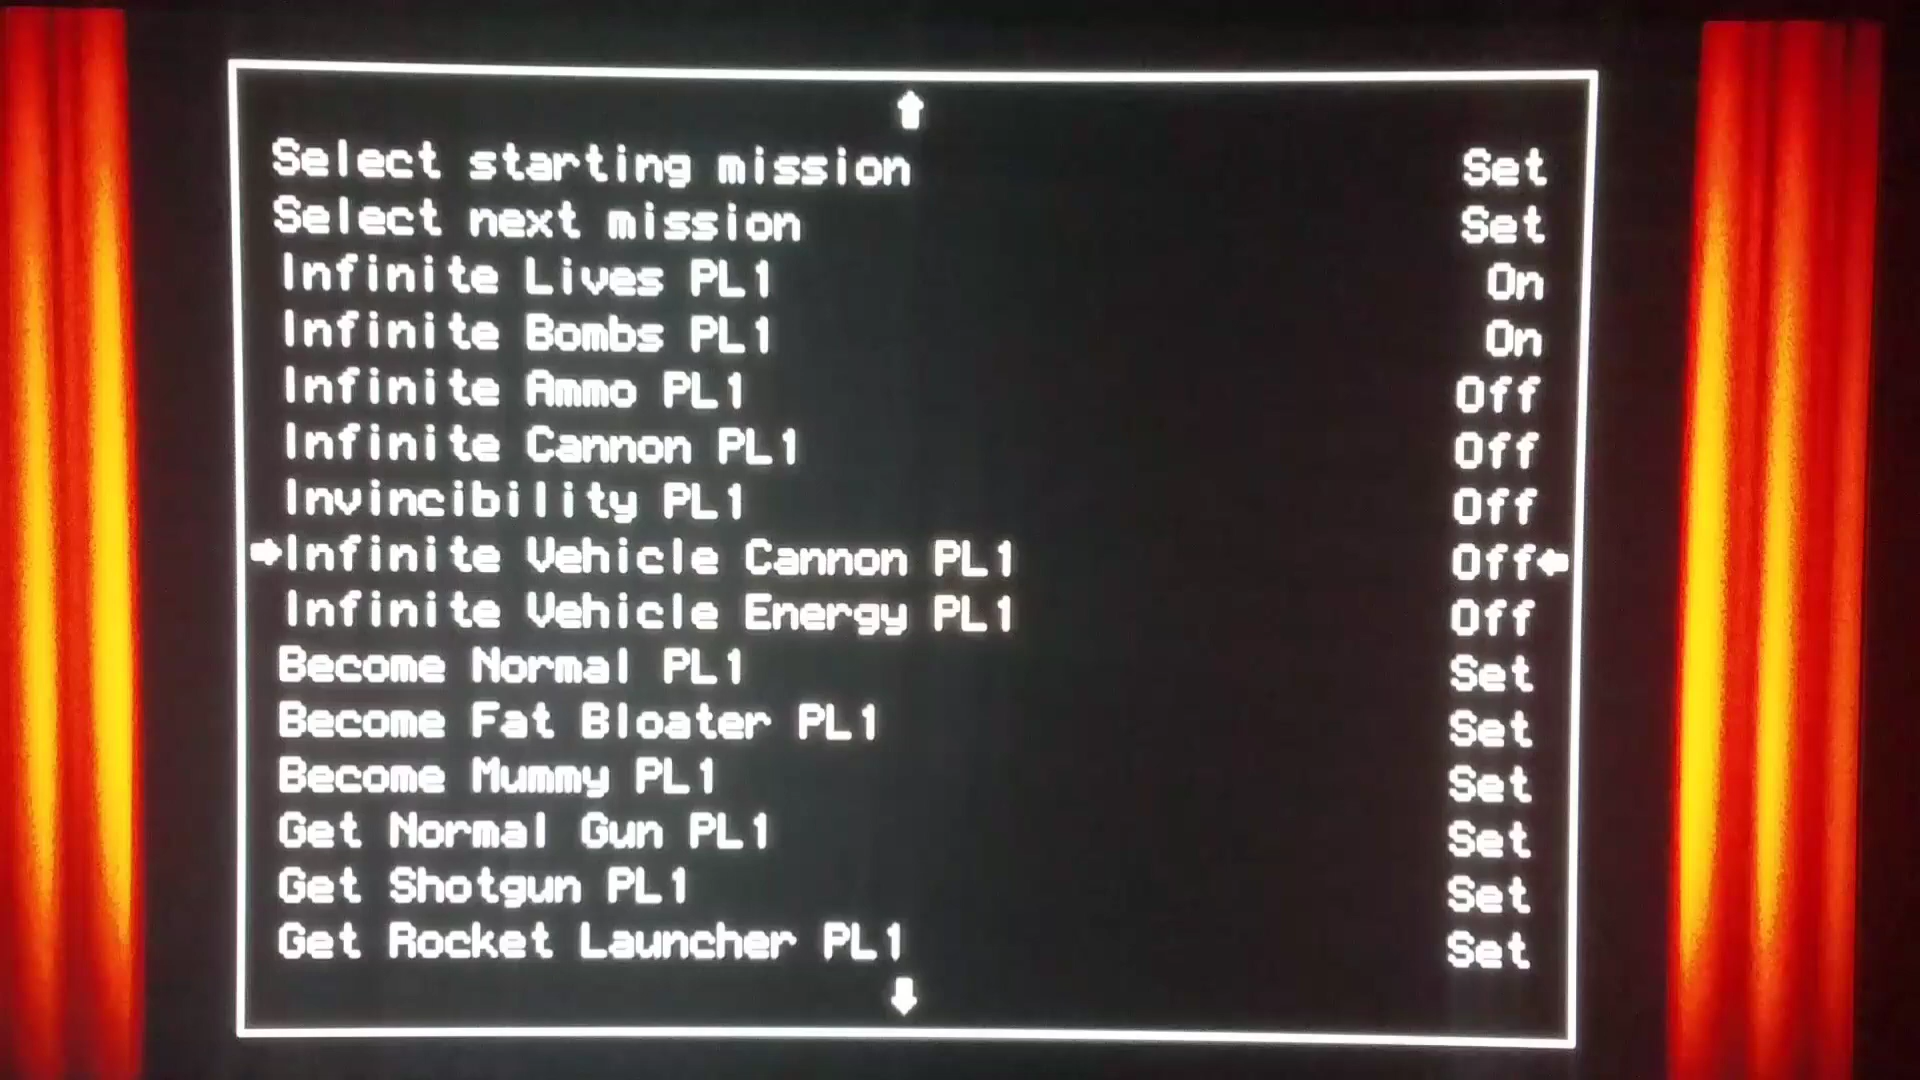 Select starting mission Set
Select next mission Set
Infinite Lives PL1 On
Infinite Bombs PL1 On
Infinite Ammo PL1 Off
Infinite Cannon PL1 Off
Invincibility PL1 Off
Infinite Vehicle Cannon PL1 Off
Infinite Vehicle Energy PL1 Off
Become Normal PL1 Set
Become Fat Bloater PL1 Set
Become Mummy PL1 Set
Get Normal Gun PL1 Set
Get Shotgun PL1 Set
Get Rocket Launcher PL1 Set